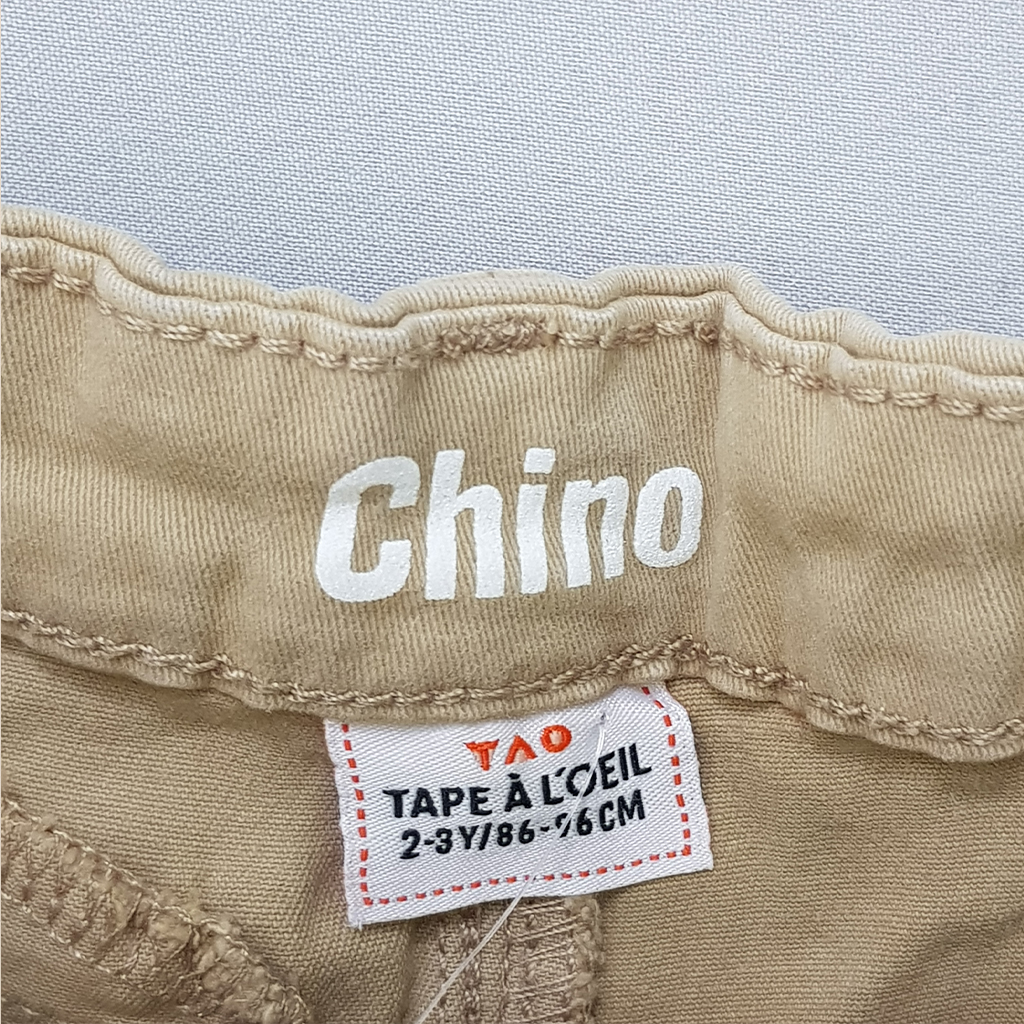 Chino
TAO
TAPE À L'OEIL
2-3Y/86-96CM